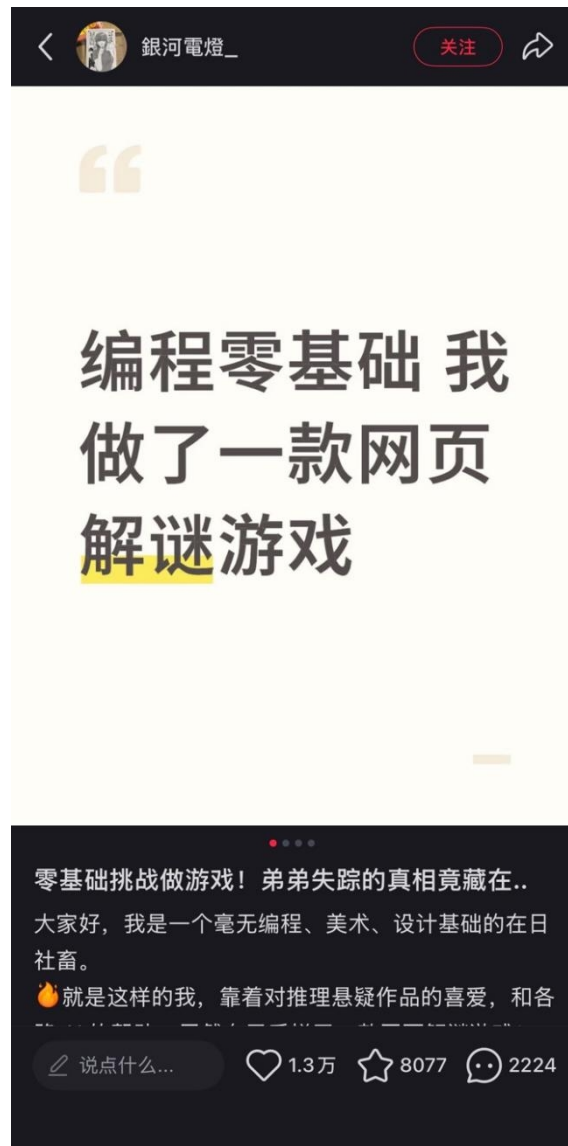 銀河電燈_
关注
“
编程零基础 我
做了一款网页
解谜游戏
零基础挑战做游戏！弟弟失踪的真相竟藏在..
大家好，我是一个毫无编程、美术、设计基础的在日
社畜。
🔥就是这样的我，靠着对推理悬疑作品的喜爱，和各
说点什么...
1.3万
8077
2224